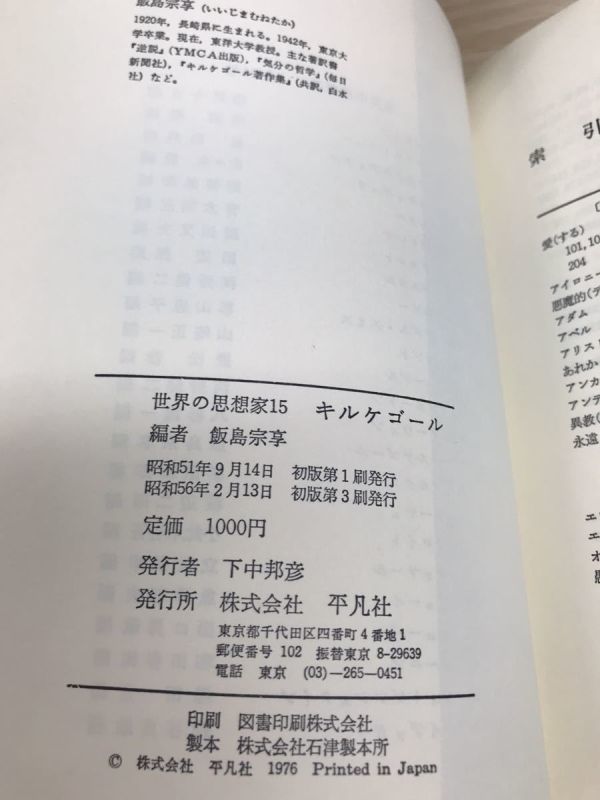 飯島宗享(いいじまむねたか)
1920年,長崎県に生まれる。1942年,東京大
学卒業。現在,東洋大学教授。主な著訳書
『逆説』(YMCA出版),『気分の哲学』(毎日
新聞社),『キルケゴール著作集』(共訳,白水
社)など。
世界の思想家15 キルケゴール
編者 飯島宗享
昭和51年9月14日 初版第1刷発行
昭和56年2月13日 初版第3刷発行
定価 1000円
発行者 下中邦彦
発行所 株式会社 平凡社
東京都千代田区四番町4番地1
郵便番号 102 振替東京 8-29639
電話 東京 (03)-265-0451
印刷 図書印刷株式会社
製本 株式会社石津製本所
© 株式会社 平凡社 1976 Printed in Japan
索 引
愛(する)
101, 10
204
アイロニー
悪魔的(デ
アダム
アベル
アリスト
あれか
アンカ
アンデ
異教(
永遠
エ
エ
オ
愚